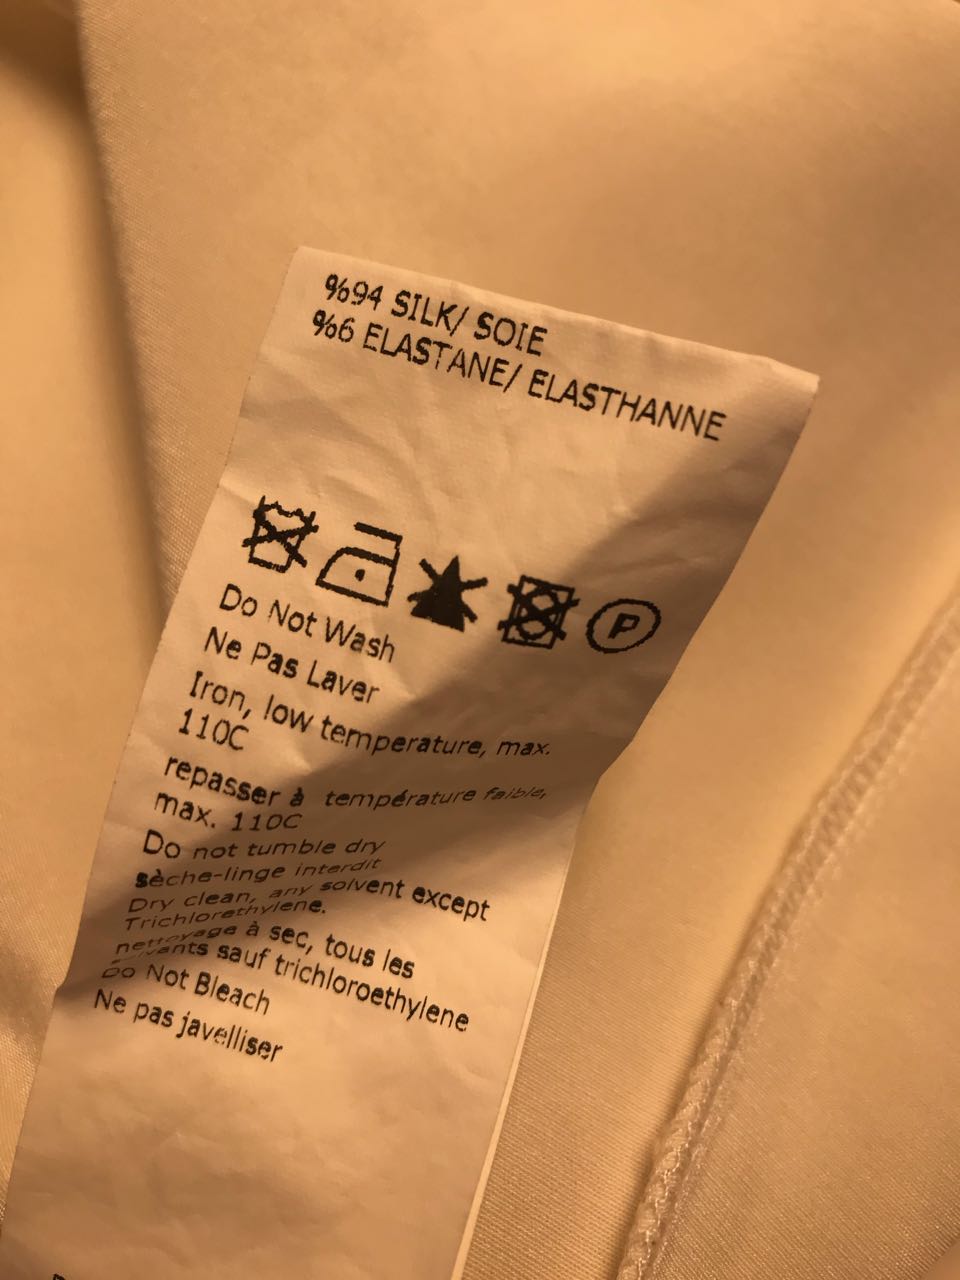 %94 SILK/ SOIE
%6 ELASTANE/ ELASTHANNE
P
Do Not Wash
Ne Pas Laver
Iron, low temperature, max.
110C
repasser à température faible,
max. 110C
Do not tumble dry
sèche-linge interdit
Dry clean, any solvent except
Trichlorethylene.
nettoyage à sec, tous les
solvants sauf trichloroethylene
Do Not Bleach
Ne pas javelliser